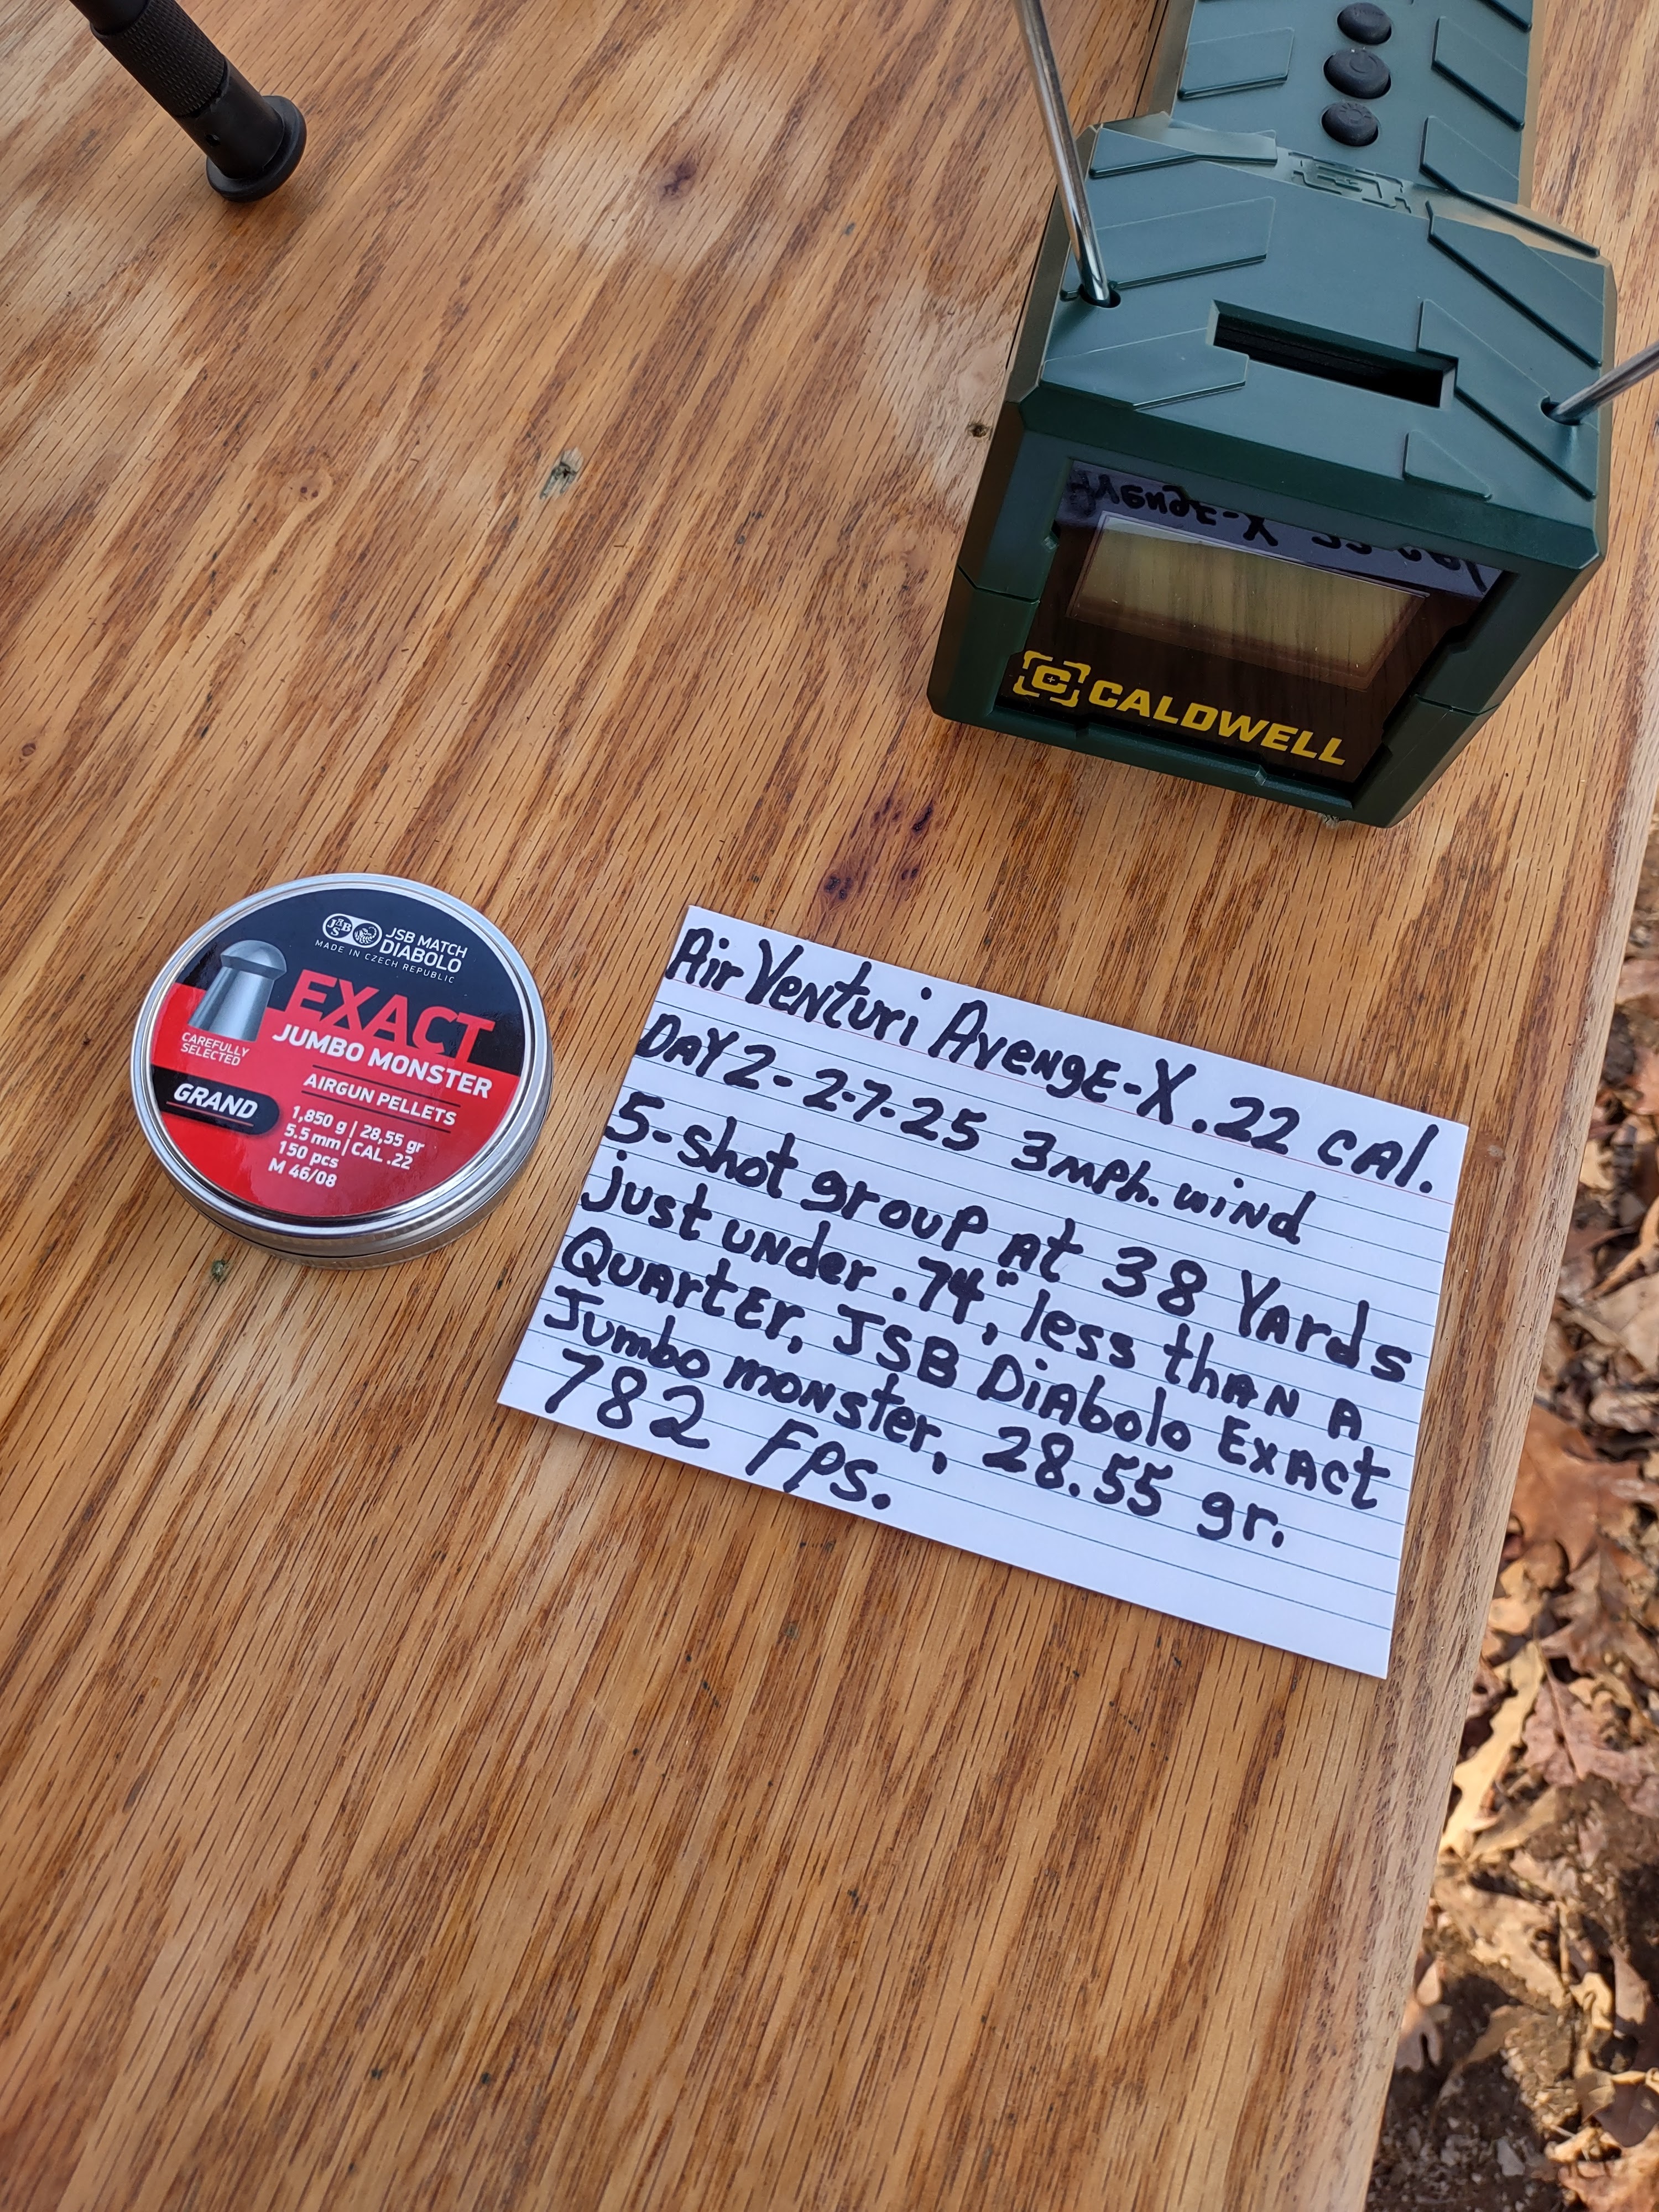 CALDWELL
JSB MATCH
DIABOLO
MADE IN CZECH REPUBLIC
EXACT
JUMBO MONSTER
CAREFULLY
SELECTED
AIRGUN PELLETS
GRAND
1,850 g | 28,55 gr
5.5 mm | CAL .22
150 pcs
M 46/08
Air Venturi AvengE-X .22 cAl.
DAY 2- 2-7-25 3mph. wiNd
5-shot group At 38 YArds
just uNder .74", less thAN A
QuArtEr, JSB DiAbolo ExAct
Jumbo moNster, 28.55 gr.
782 Fps.